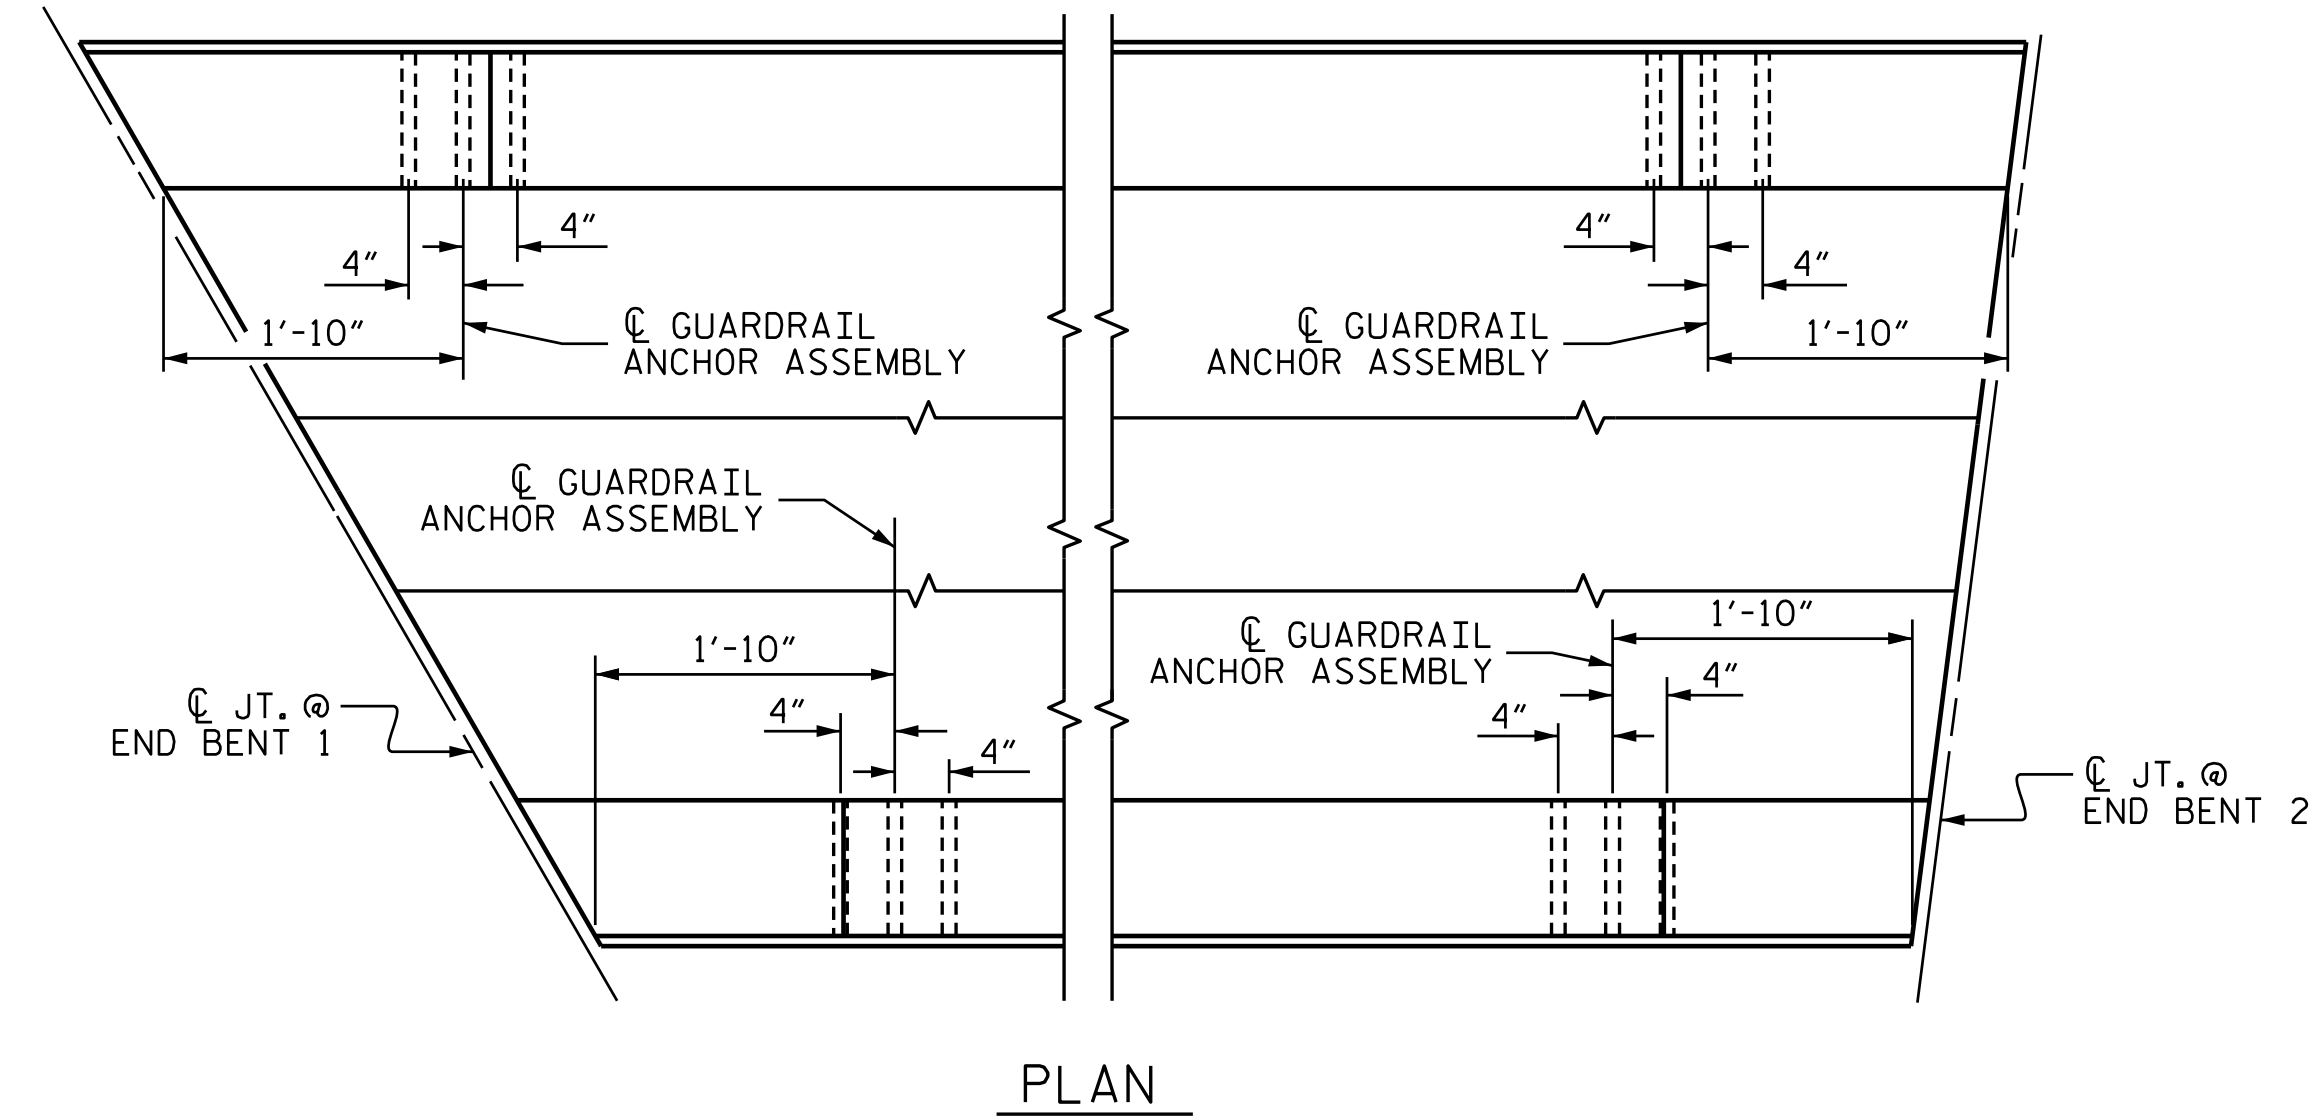 4"
4"
4"
4"
1'-10"
℄ GUARDRAIL
ANCHOR ASSEMBLY
℄ GUARDRAIL
ANCHOR ASSEMBLY
1'-10"
℄ GUARDRAIL
ANCHOR ASSEMBLY
1'-10"
℄ GUARDRAIL
ANCHOR ASSEMBLY
1'-10"
4"
4"
4"
4"
℄ JT. @
END BENT 1
℄ JT. @
END BENT 2
PLAN